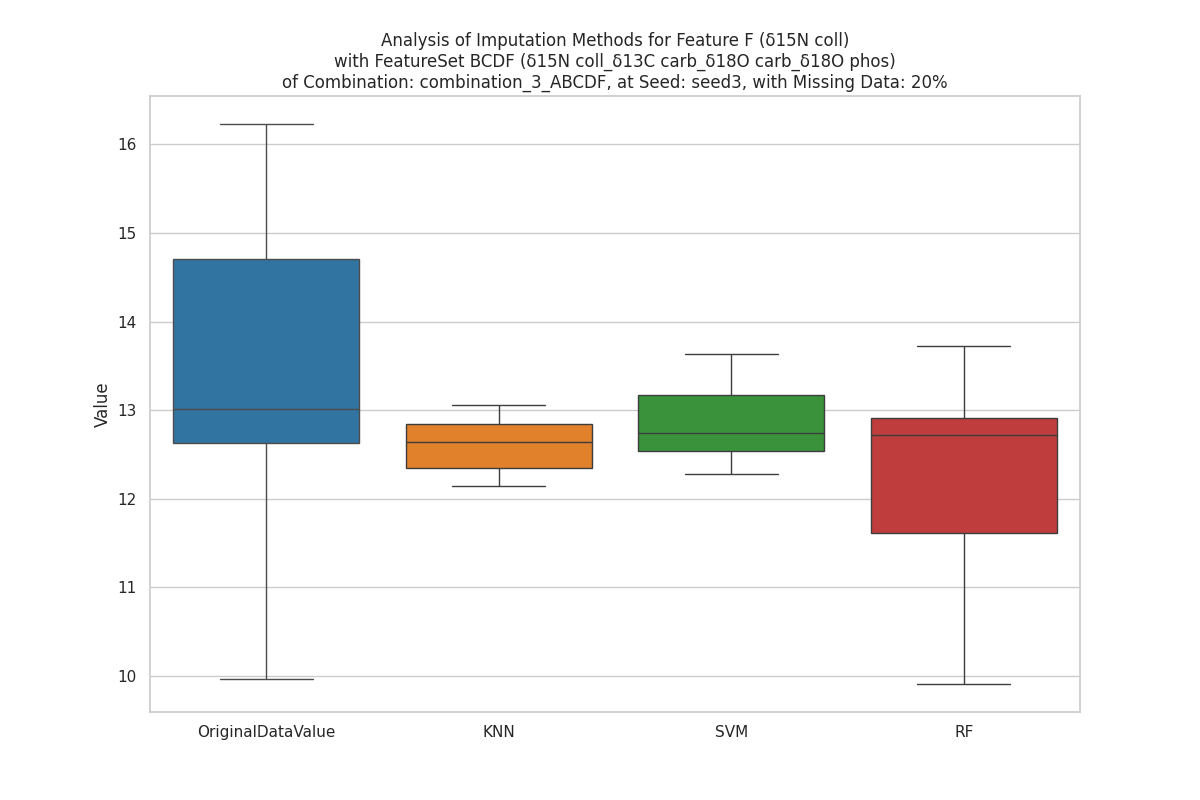 Analysis of Imputation Methods for Feature F (δ15N coll)
with FeatureSet BCDF (δ15N coll_δ13C carb_δ18O carb_δ18O phos)
of Combination: combination_3_ABCDF, at Seed: seed3, with Missing Data: 20%
16
15
14
13
12
11
10
Value
OriginalDataValue
KNN
SVM
RF